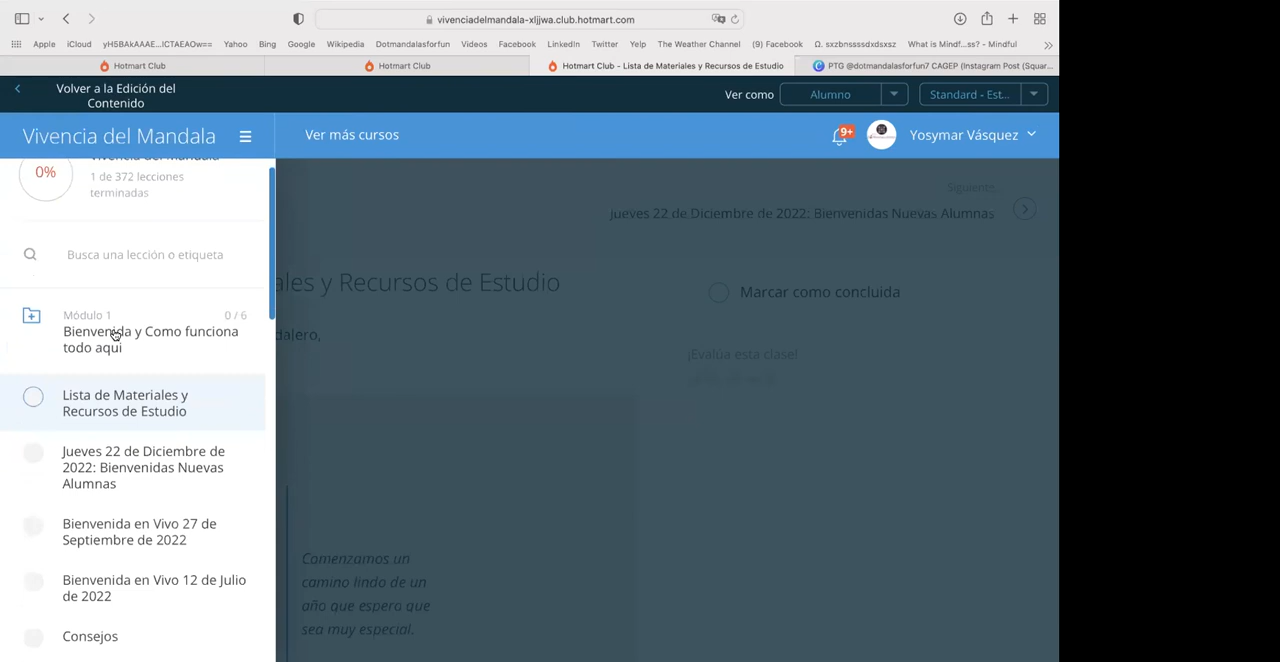 vivenciadelmandala-xljjwa.club.hotmart.com
Apple iCloud yH5BAkAAAE...lCTAEAOw== Yahoo Bing Google Wikipedia Dotmandalasforfun Videos Facebook LinkedIn Twitter Yelp The Weather Channel (9) Facebook Ω. sxzbnssssdxdsxsz What is Mindf...ss? - Mindful
Hotmart Club Hotmart Club Hotmart Club - Lista de Materiales y Recursos de Estudio PTG @dotmandalasforfun7 CAGEP (Instagram Post (Squar...
Volver a la Edición del
Contenido
Ver como Alumno Standard - Est...
Vivencia del Mandala Ver más cursos 9+ Yosymar Vásquez
Vivencia del Mandala
0%
1 de 372 lecciones
terminadas
Busca una lección o etiqueta
Módulo 1 0 / 6
Bienvenida y Como funciona
todo aquí
Lista de Materiales y
Recursos de Estudio
Jueves 22 de Diciembre de
2022: Bienvenidas Nuevas
Alumnas
Bienvenida en Vivo 27 de
Septiembre de 2022
Bienvenida en Vivo 12 de Julio
de 2022
Consejos
Siguiente
Jueves 22 de Diciembre de 2022: Bienvenidas Nuevas Alumnas
ales y Recursos de Estudio
Marcar como concluida
dalero,
¡Evalúa esta clase!
Comenzamos un
camino lindo de un
año que espero que
sea muy especial.